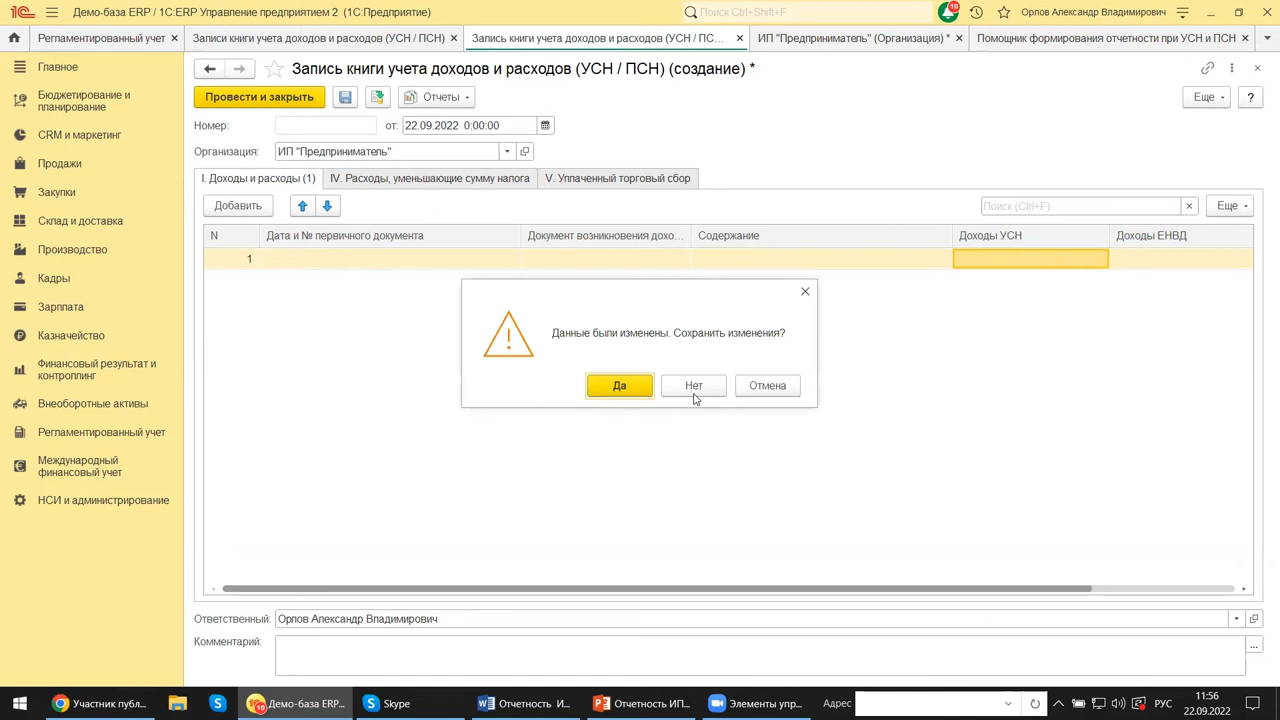 Демо-база ERP / 1С:ERP Управление предприятием 2 (1С:Предприятие)
Поиск Ctrl+Shift+F
10
Орлов Александр Владимирович
Регламентированный учет
Записи книги учета доходов и расходов (УСН / ПСН)
Запись книги учета доходов и расходов (УСН / ПС...
ИП "Предприниматель" (Организация) *
Помощник формирования отчетности при УСН и ПСН
Главное
Бюджетирование и
планирование
CRM и маркетинг
Продажи
Закупки
Склад и доставка
Производство
Кадры
Зарплата
Казначейство
Финансовый результат и
контроллинг
Внеоборотные активы
Регламентированный учет
Международный
финансовый учет
НСИ и администрирование
Запись книги учета доходов и расходов (УСН / ПСН) (создание) *
Провести и закрыть
Отчеты
Еще
?
Номер:
от:
22.09.2022 0:00:00
Организация:
ИП "Предприниматель"
I. Доходы и расходы (1)
IV. Расходы, уменьшающие сумму налога
V. Уплаченный торговый сбор
Добавить
Поиск (Ctrl+F)
Еще
N
Дата и № первичного документа
Документ возникновения дохо...
Содержание
Доходы УСН
Доходы ЕНВД
1
Данные были изменены. Сохранить изменения?
Да
Нет
Отмена
Ответственный:
Орлов Александр Владимирович
Комментарий:
...
Участник публ...
10
Демо-база ERP...
Skype
Отчетность И...
Отчетность ИП...
Элементы упр...
Адрес
РУС
11:56
22.09.2022